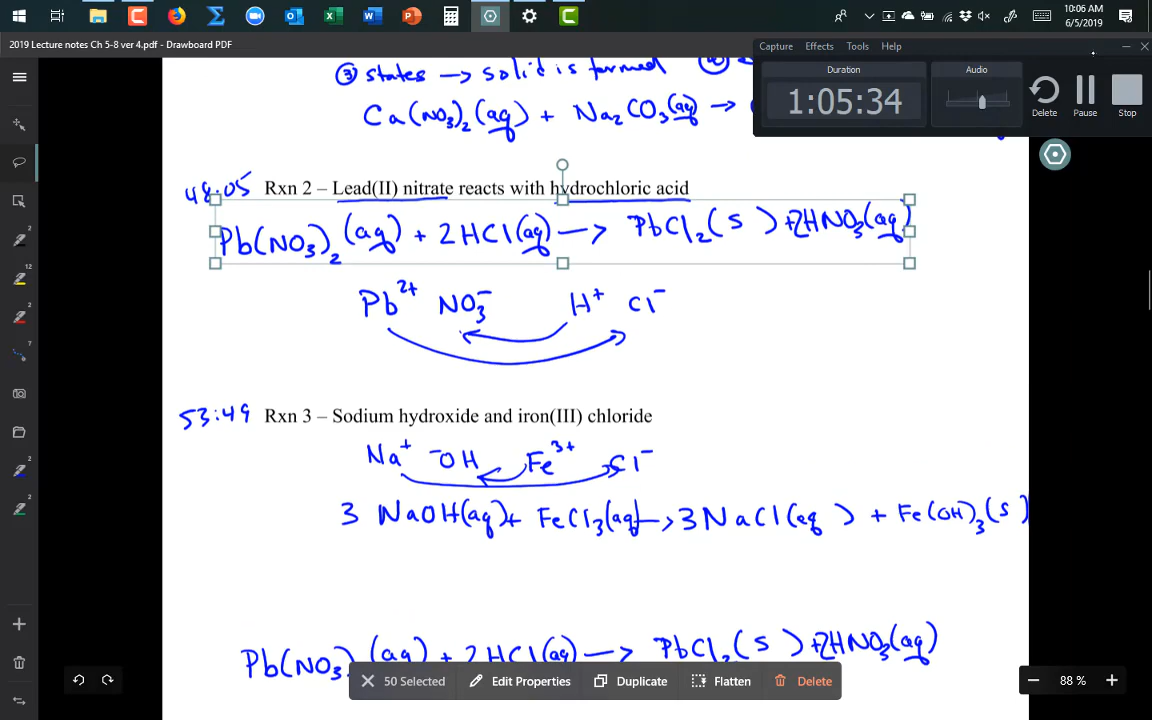 10:06 AM
6/5/2019
2019 Lecture notes Ch 5-8 ver 4.pdf - Drawboard PDF
Capture Effects Tools Help
Duration
Audio
1:05:34
Delete Pause Stop
③ states → solid is formed ④
Ca(NO₃)₂(aq) + Na₂CO₃(aq) →
48:05 Rxn 2 – Lead(II) nitrate reacts with hydrochloric acid
Pb(NO₃)₂(aq) + 2HCl(aq) → PbCl₂(s) + 2HNO₃(aq)
Pb²⁺ NO₃⁻ H⁺ Cl⁻
53:49 Rxn 3 – Sodium hydroxide and iron(III) chloride
Na⁺ ⁻OH Fe³⁺ Cl⁻
3 NaOH(aq) + FeCl₃(aq) → 3NaCl(aq) + Fe(OH)₃(s)
Pb(NO₃)₂(aq) + 2HCl(aq) → PbCl₂(s) + 2HNO₃(aq)
50 Selected Edit Properties Duplicate Flatten Delete
88 %